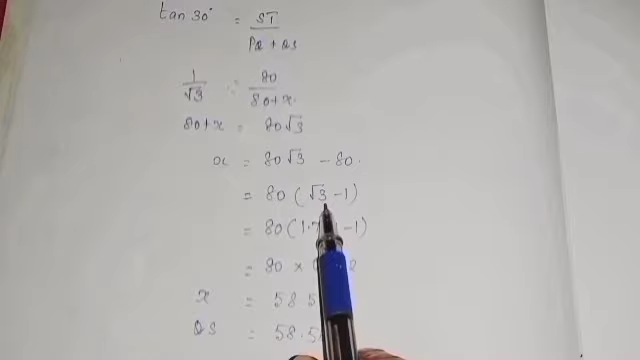 tan 30° = ST / PQ + QS
1/√3 = 80/80+x
80+x = 80√3
x = 80√3 - 80.
= 80 (√3 - 1)
= 80 (1.7 - 1)
= 80 ×
x = 58.5
QS = 58.5